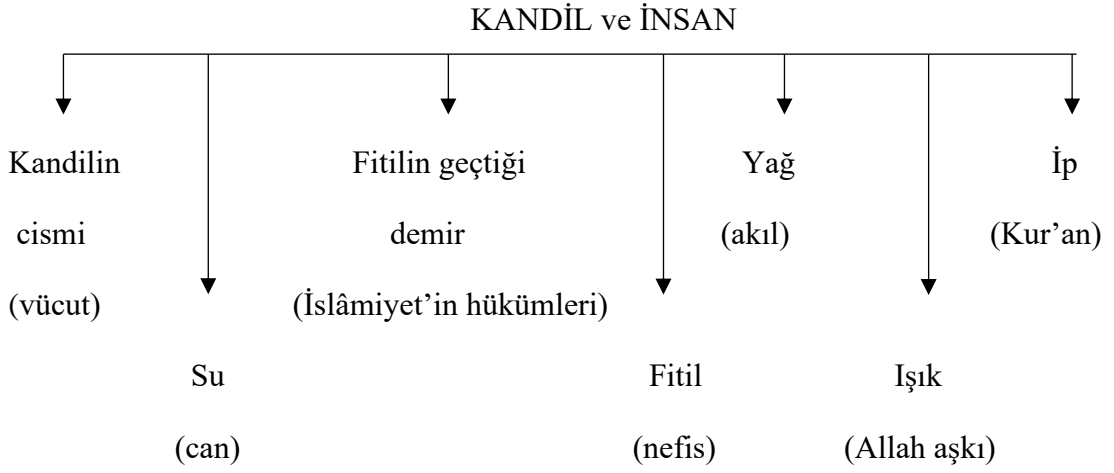 KANDİL ve İNSAN
Kandilin
cismi
(vücut)
Su
(can)
Fitilin geçtiği
demir
(İslâmiyet’in hükümleri)
Fitil
(nefis)
Yağ
(akıl)
Işık
(Allah aşkı)
İp
(Kur’an)